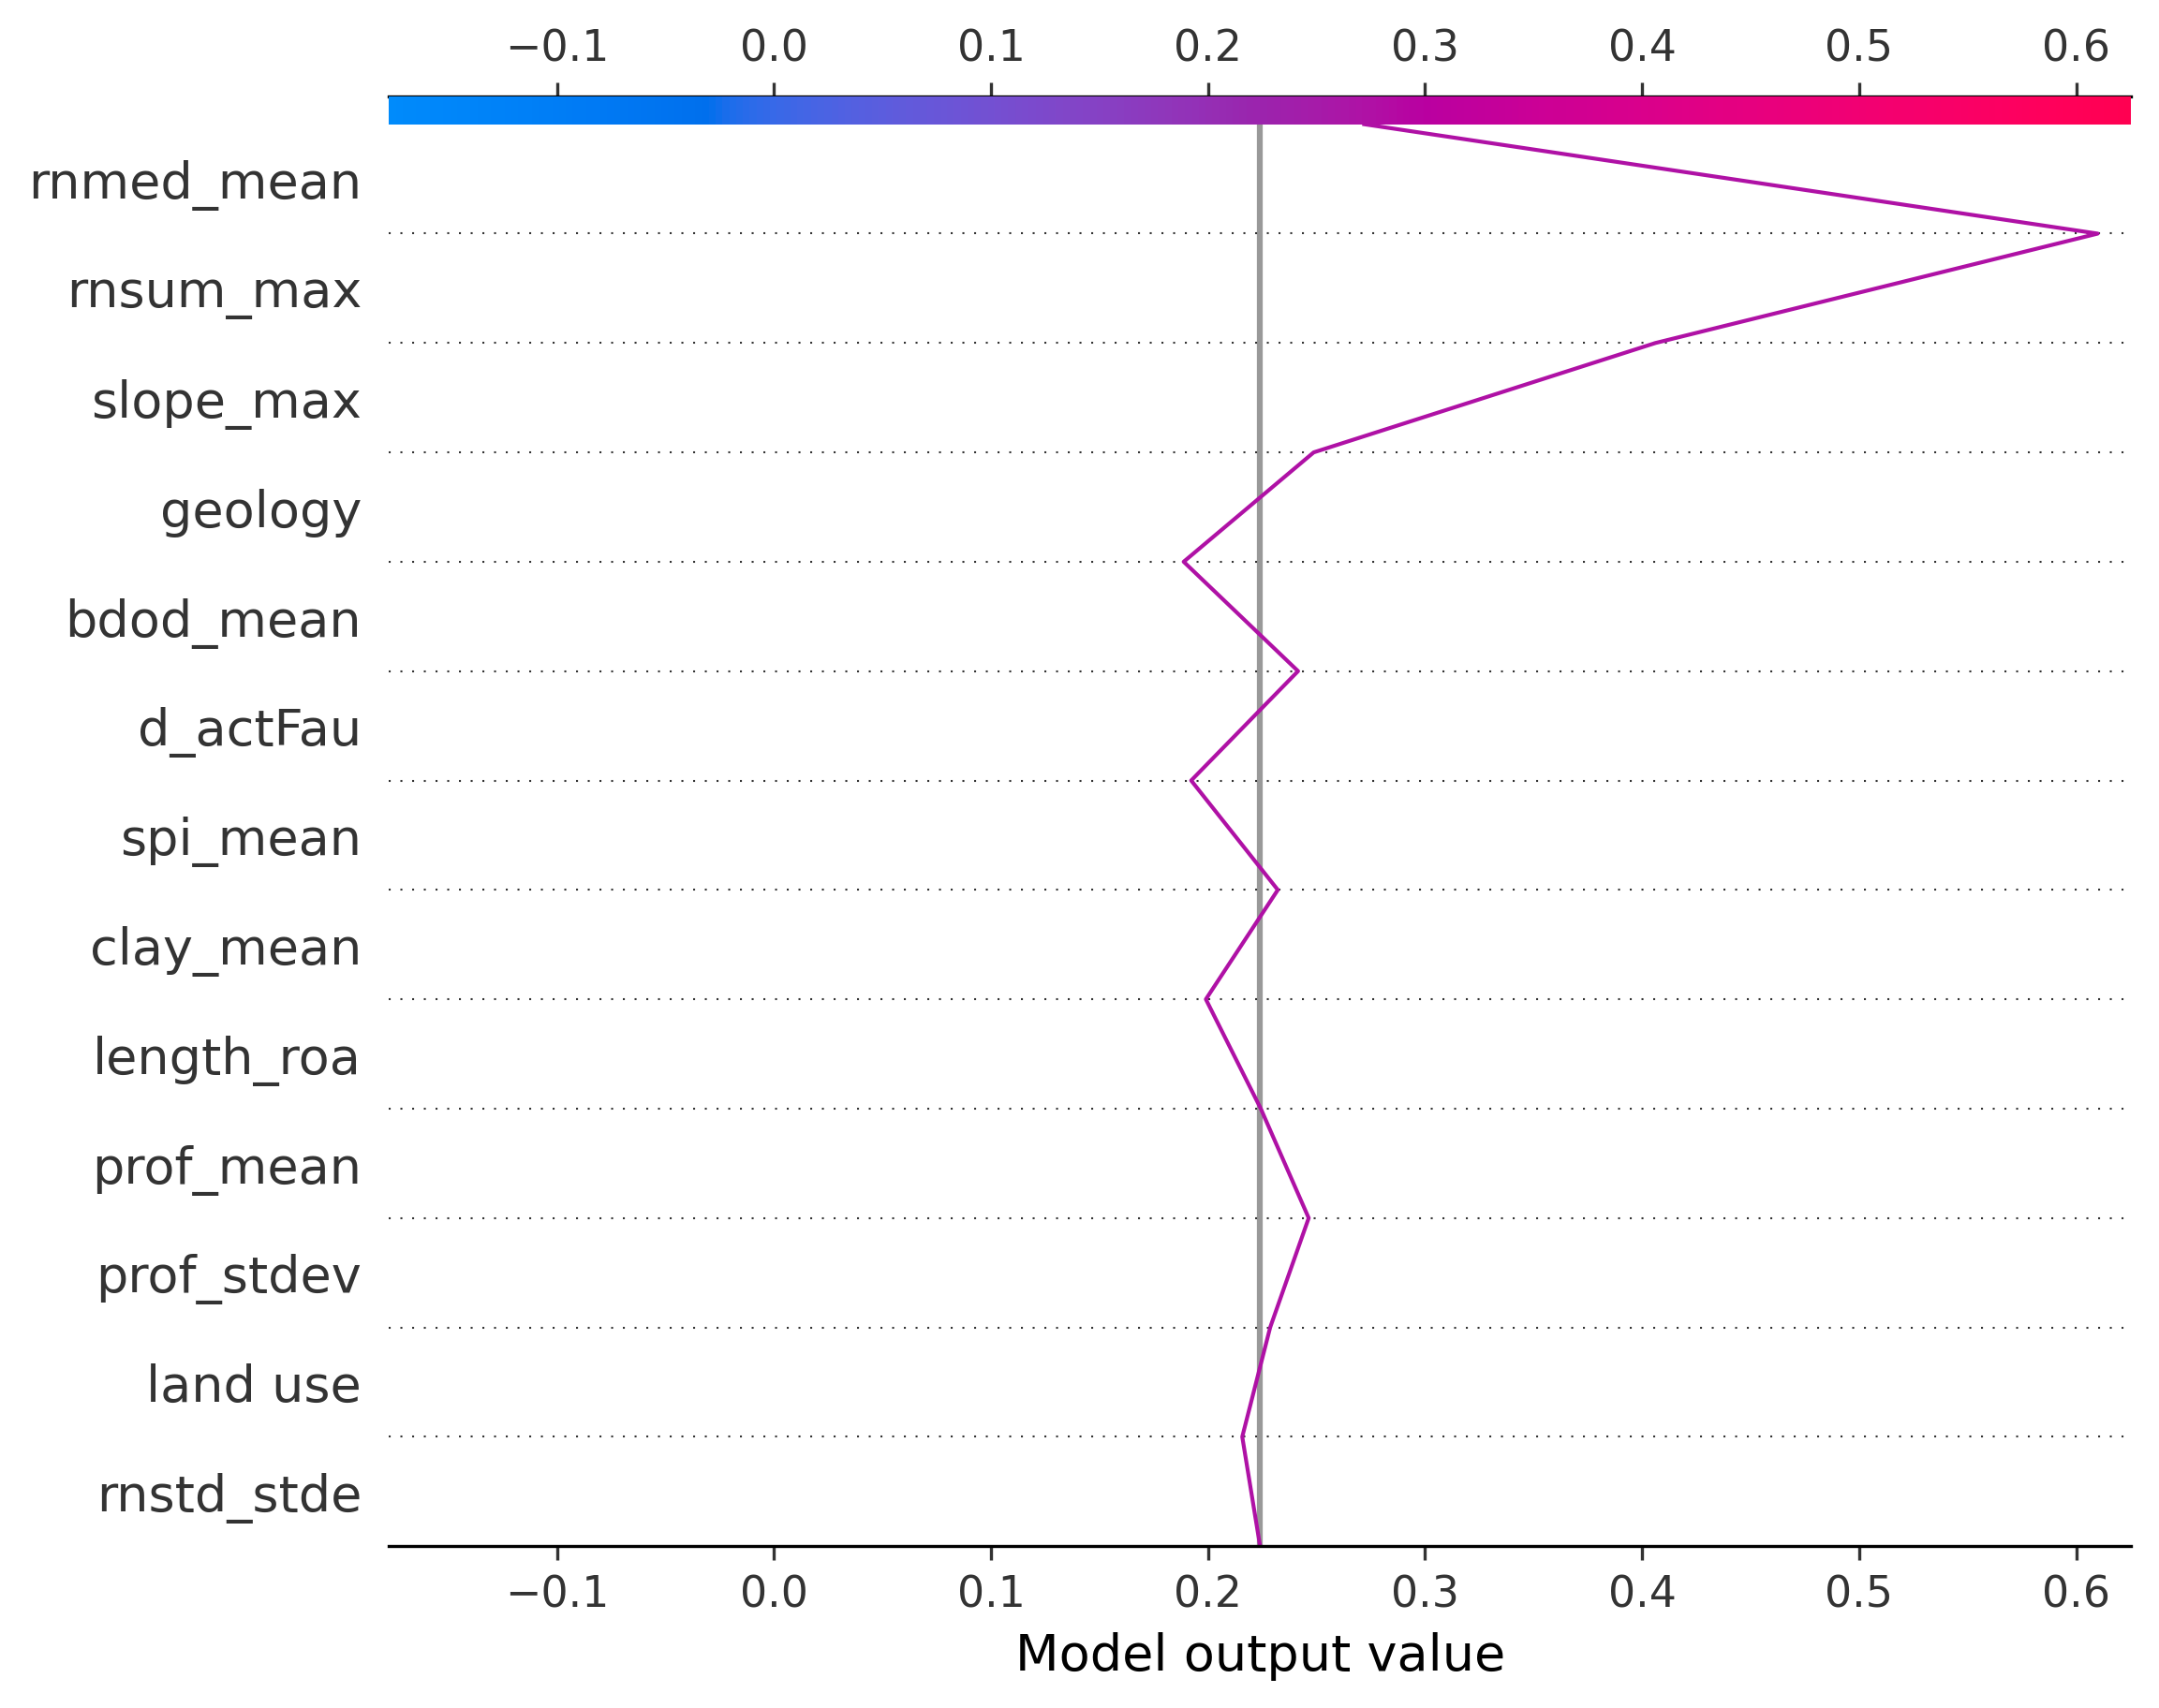 −0.1 0.0 0.1 0.2 0.3 0.4 0.5 0.6
rnmed_mean
rnsum_max
slope_max
geology
bdod_mean
d_actFau
spi_mean
clay_mean
length_roa
prof_mean
prof_stdev
land use
rnstd_stde
−0.1 0.0 0.1 0.2 0.3 0.4 0.5 0.6
Model output value